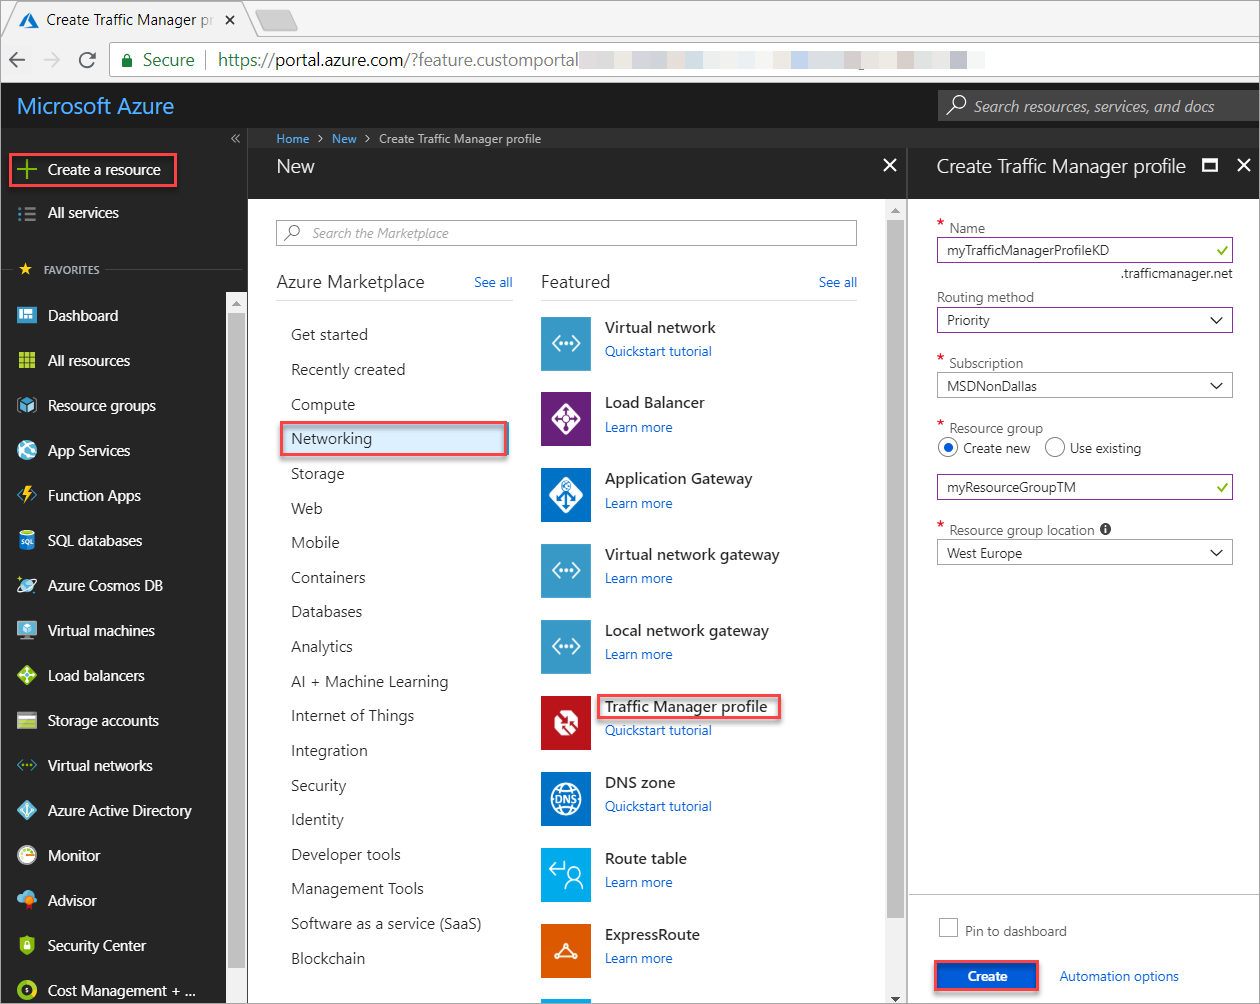 Create Traffic Manager pr
Secure
https://portal.azure.com/?feature.customportal
Microsoft Azure
Search resources, services, and docs
Create a resource
All services
FAVORITES
Dashboard
All resources
Resource groups
App Services
Function Apps
SQL databases
Azure Cosmos DB
Virtual machines
Load balancers
Storage accounts
Virtual networks
Azure Active Directory
Monitor
Advisor
Security Center
Cost Management + ...
Home > New > Create Traffic Manager profile
New
Search the Marketplace
Azure Marketplace See all
Get started
Recently created
Compute
Networking
Storage
Web
Mobile
Containers
Databases
Analytics
AI + Machine Learning
Internet of Things
Integration
Security
Identity
Developer tools
Management Tools
Software as a service (SaaS)
Blockchain
Featured See all
Virtual network
Quickstart tutorial
Load Balancer
Learn more
Application Gateway
Learn more
Virtual network gateway
Learn more
Local network gateway
Learn more
Traffic Manager profile
Quickstart tutorial
DNS
DNS zone
Quickstart tutorial
Route table
Learn more
ExpressRoute
Learn more
Create Traffic Manager profile
* Name
myTrafficManagerProfileKD
.trafficmanager.net
Routing method
Priority
* Subscription
MSDNonDallas
* Resource group
Create new Use existing
myResourceGroupTM
* Resource group location
West Europe
Pin to dashboard
Create Automation options